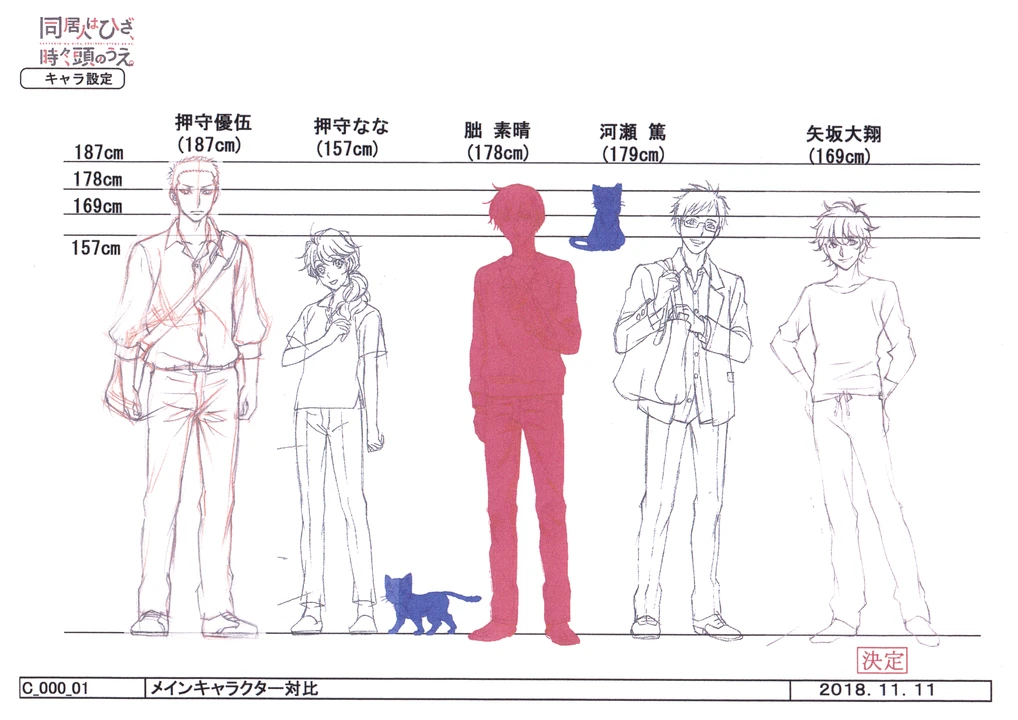 同居人はひざ、
時々、頭のうえ。
キャラ設定
押守優伍
(187cm)
押守なな
(157cm)
朏 素晴
(178cm)
河瀬 篤
(179cm)
矢坂大翔
(169cm)
187cm
178cm
169cm
157cm
決定
C_000_01
メインキャラクター対比
2018.11.11